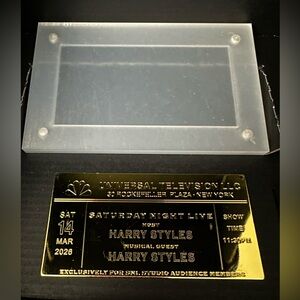 UNIVERSAL TELEVISION LLC
30 ROCKEFELLER PLAZA - NEW YORK
SAT
14
MAR
2026
SATURDAY NIGHT LIVE
HOST
HARRY STYLES
MUSICAL GUEST
HARRY STYLES
SHOW
TIME
11:30PM
EXCLUSIVELY FOR SNL STUDIO AUDIENCE MEMBERS